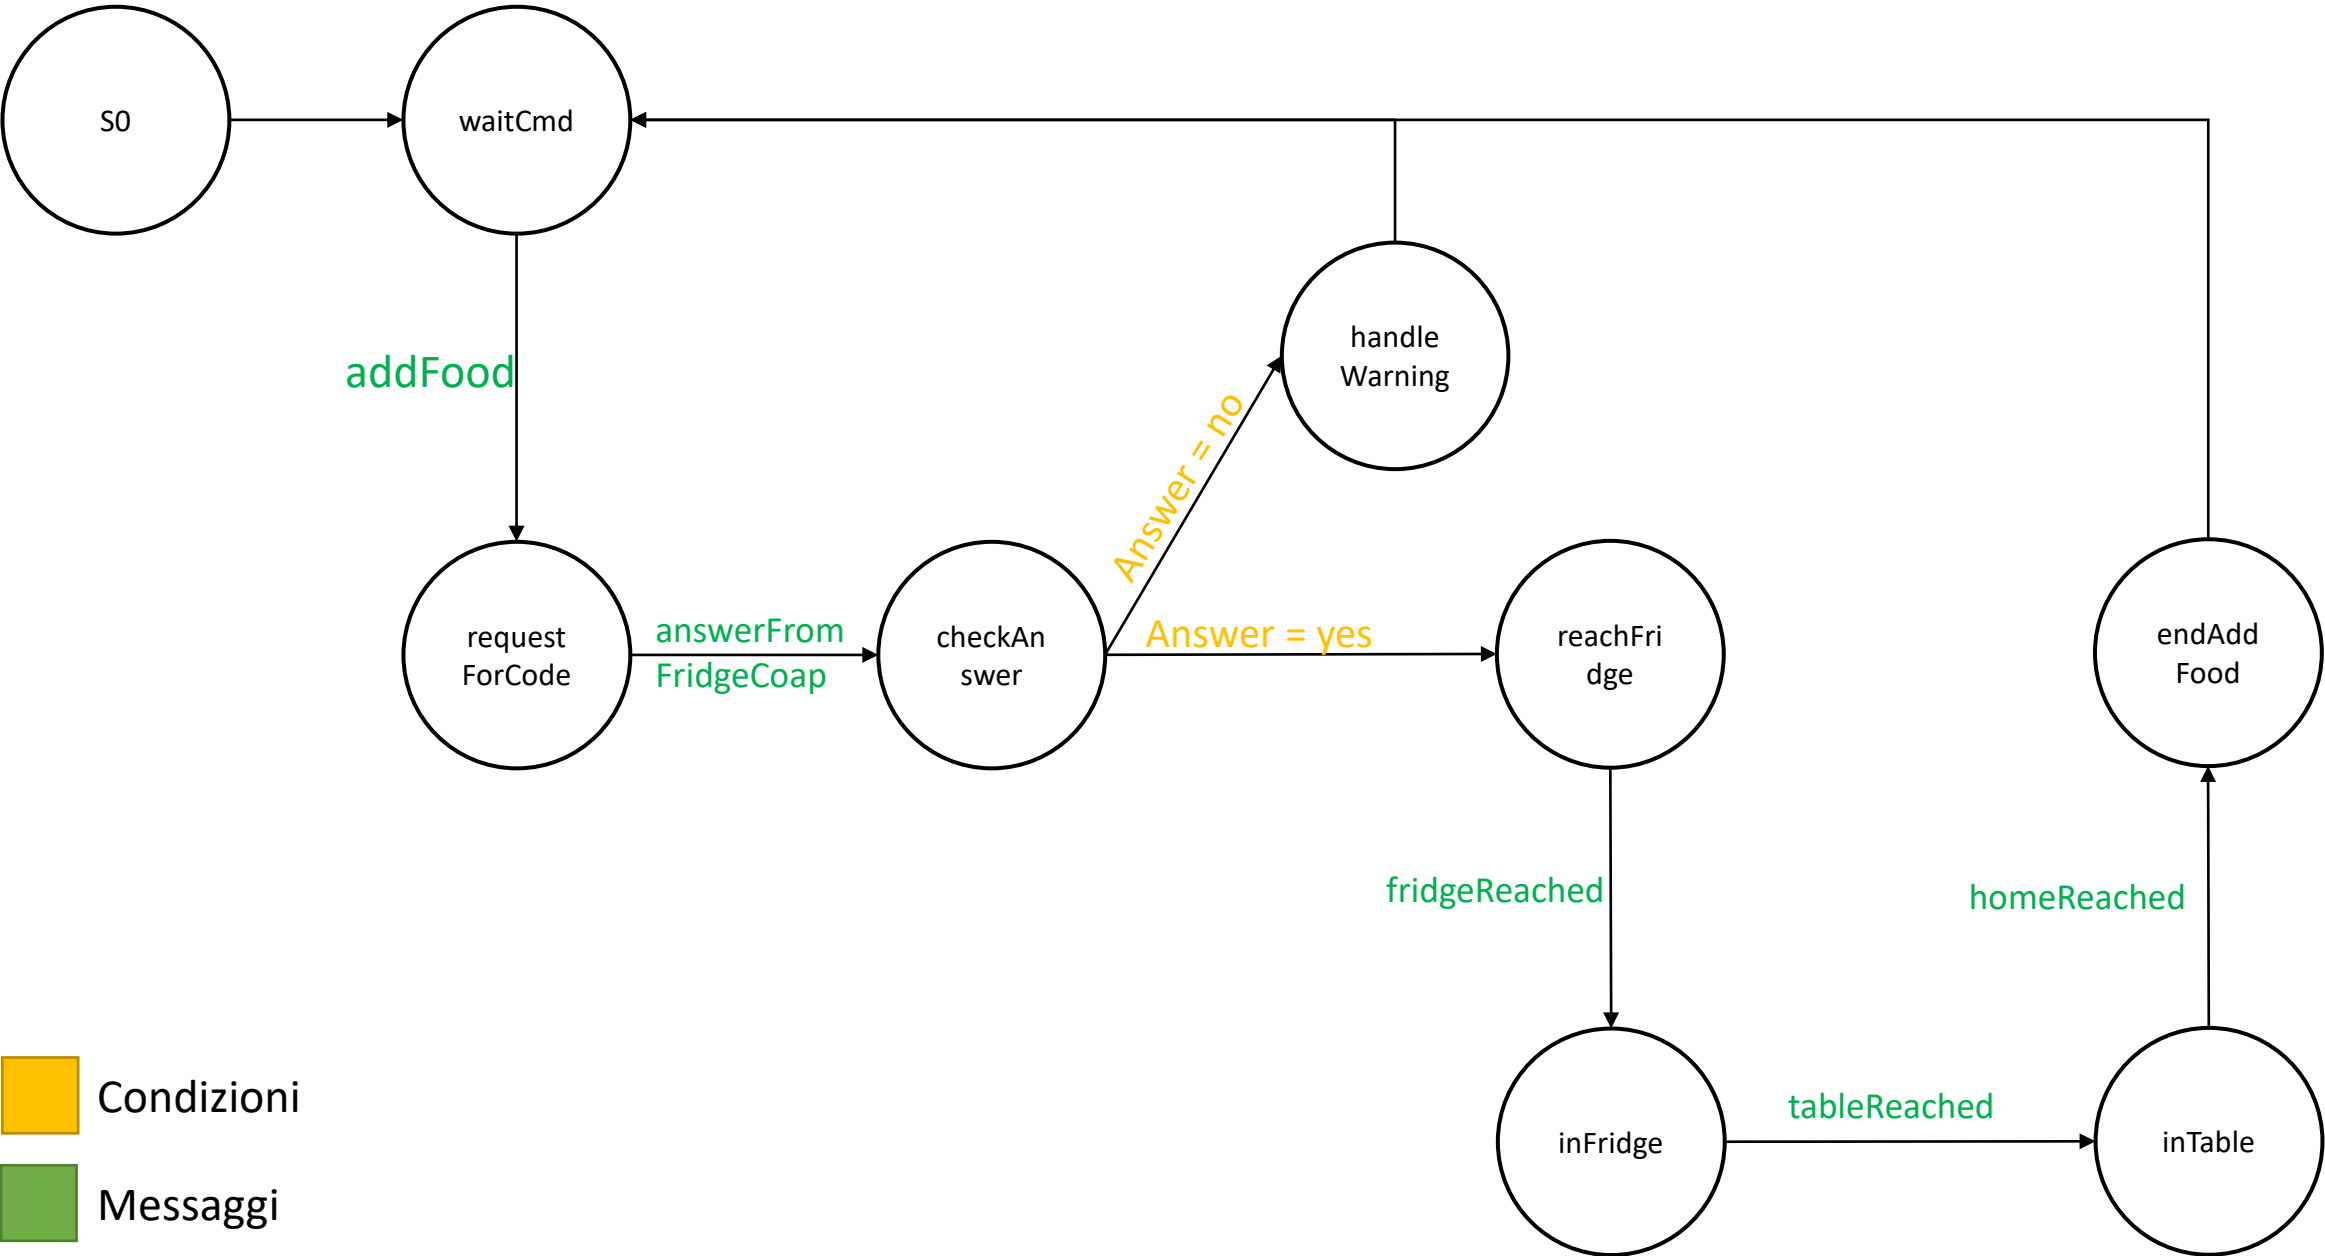 S0
waitCmd
addFood
handle
Warning
Answer = no
request
ForCode
answerFrom
FridgeCoap
checkAn
swer
Answer = yes
reachFri
dge
endAdd
Food
fridgeReached
homeReached
inFridge
tableReached
inTable
Condizioni
Messaggi